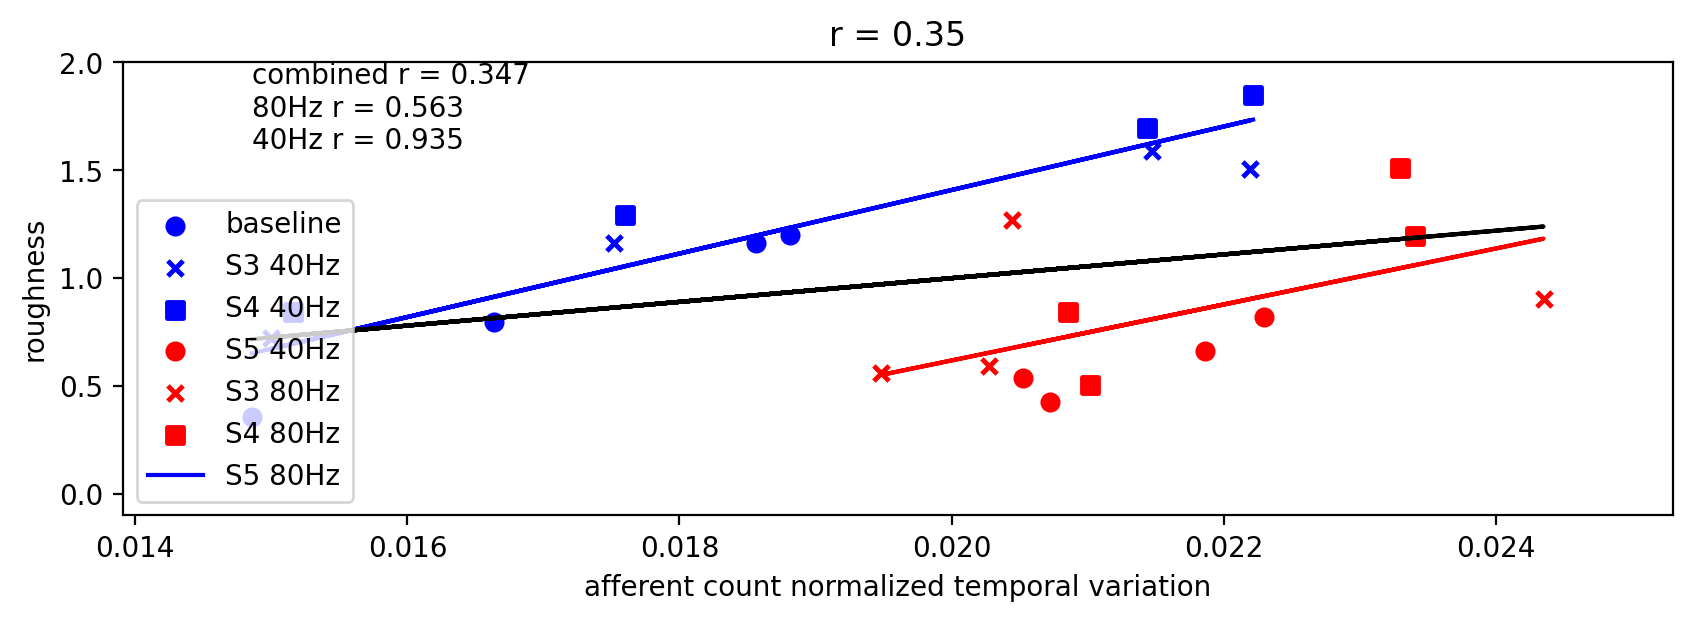 r = 0.35
combined r = 0.347
80Hz r = 0.563
40Hz r = 0.935
baseline
S3 40Hz
S4 40Hz
S5 40Hz
S3 80Hz
S4 80Hz
S5 80Hz
roughness
2.0
1.5
1.0
0.5
0.0
0.014 0.016 0.018 0.020 0.022 0.024
afferent count normalized temporal variation